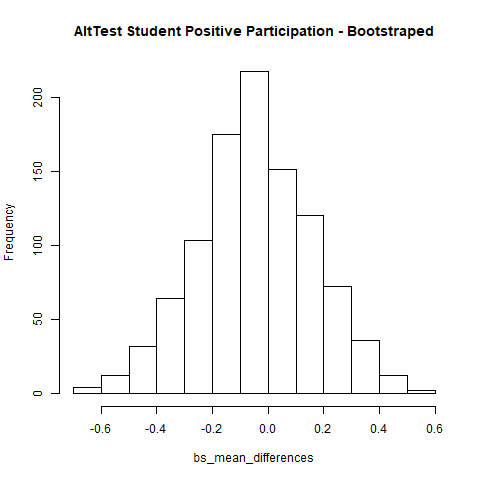 AltTest Student Positive Participation - Bootstraped
Frequency
200
150
100
50
0
-0.6 -0.4 -0.2 0.0 0.2 0.4 0.6
bs_mean_differences